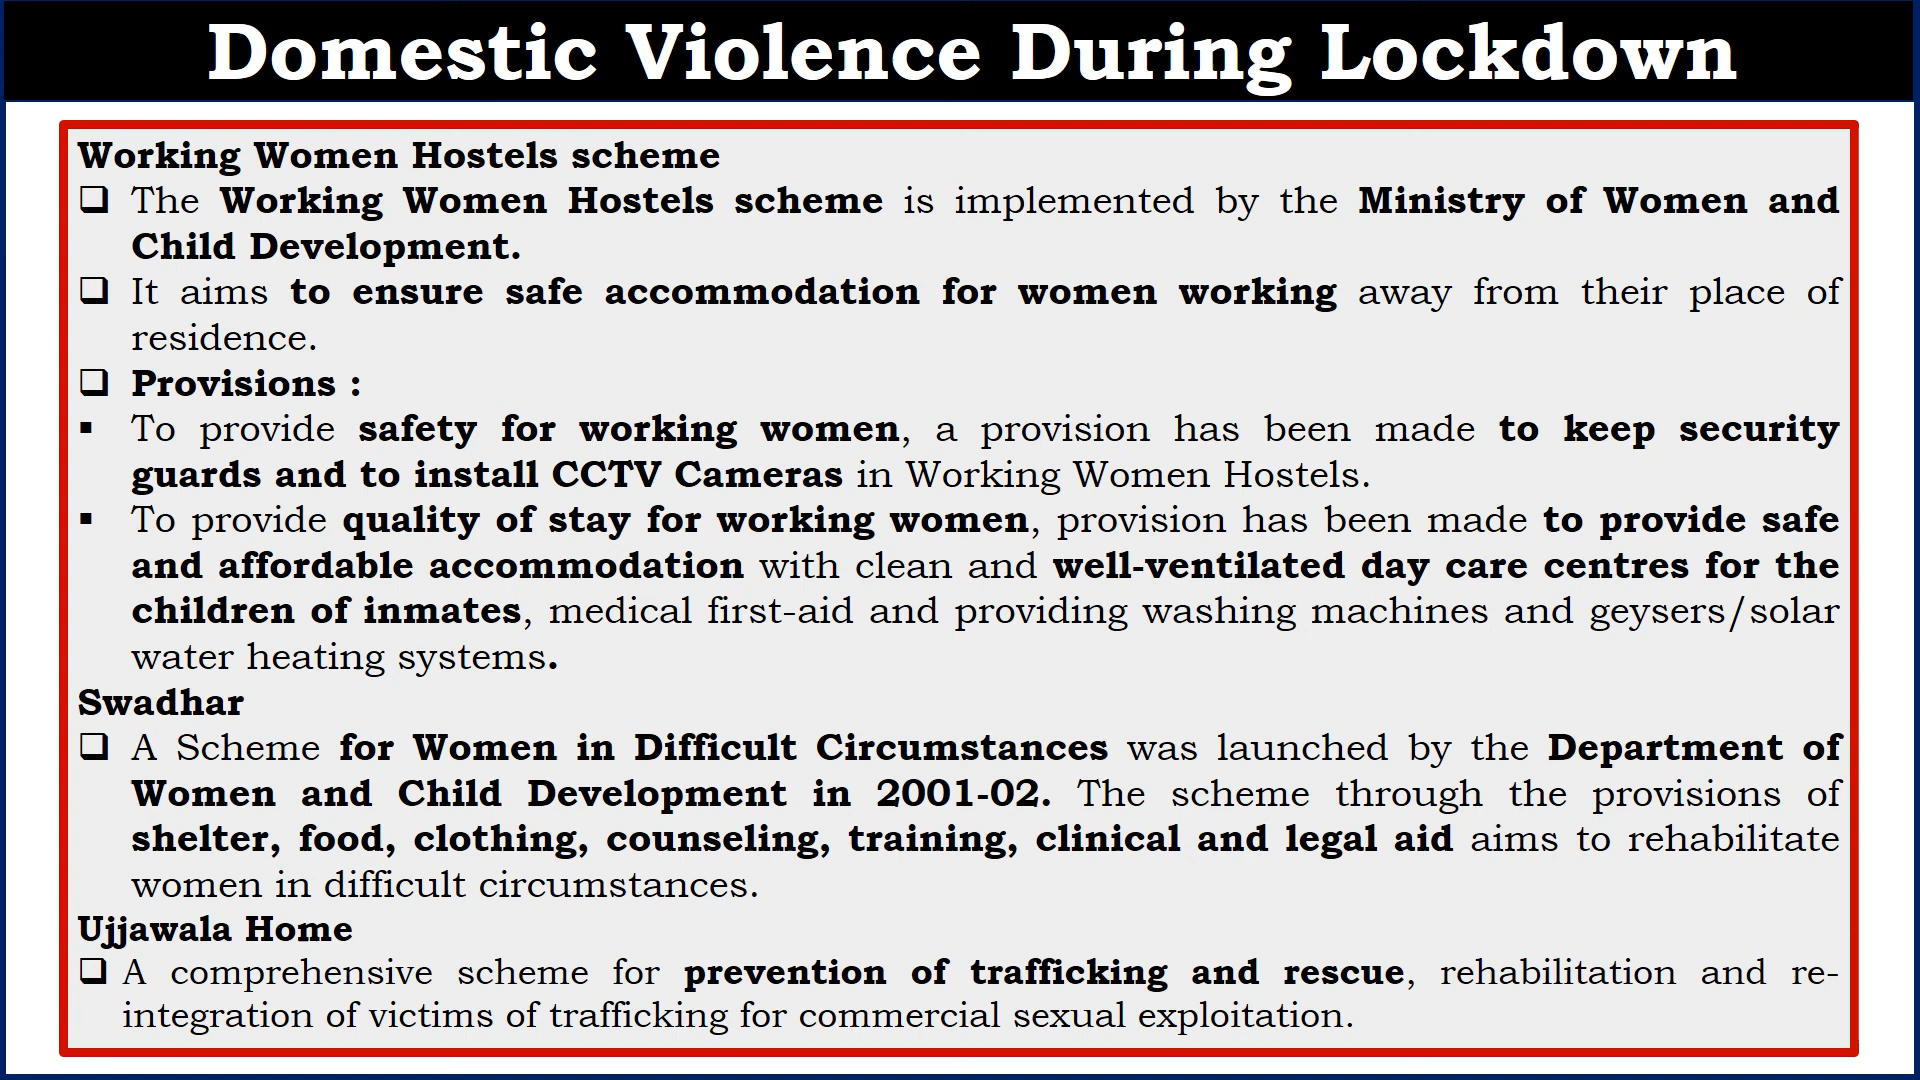 Domestic Violence During Lockdown
Working Women Hostels scheme
❑ The Working Women Hostels scheme is implemented by the Ministry of Women and
Child Development.
❑ It aims to ensure safe accommodation for women working away from their place of
residence.
❑ Provisions :
▪ To provide safety for working women, a provision has been made to keep security
guards and to install CCTV Cameras in Working Women Hostels.
▪ To provide quality of stay for working women, provision has been made to provide safe
and affordable accommodation with clean and well-ventilated day care centres for the
children of inmates, medical first-aid and providing washing machines and geysers/solar
water heating systems.
Swadhar
❑ A Scheme for Women in Difficult Circumstances was launched by the Department of
Women and Child Development in 2001-02. The scheme through the provisions of
shelter, food, clothing, counseling, training, clinical and legal aid aims to rehabilitate
women in difficult circumstances.
Ujjawala Home
❑ A comprehensive scheme for prevention of trafficking and rescue, rehabilitation and re-
integration of victims of trafficking for commercial sexual exploitation.